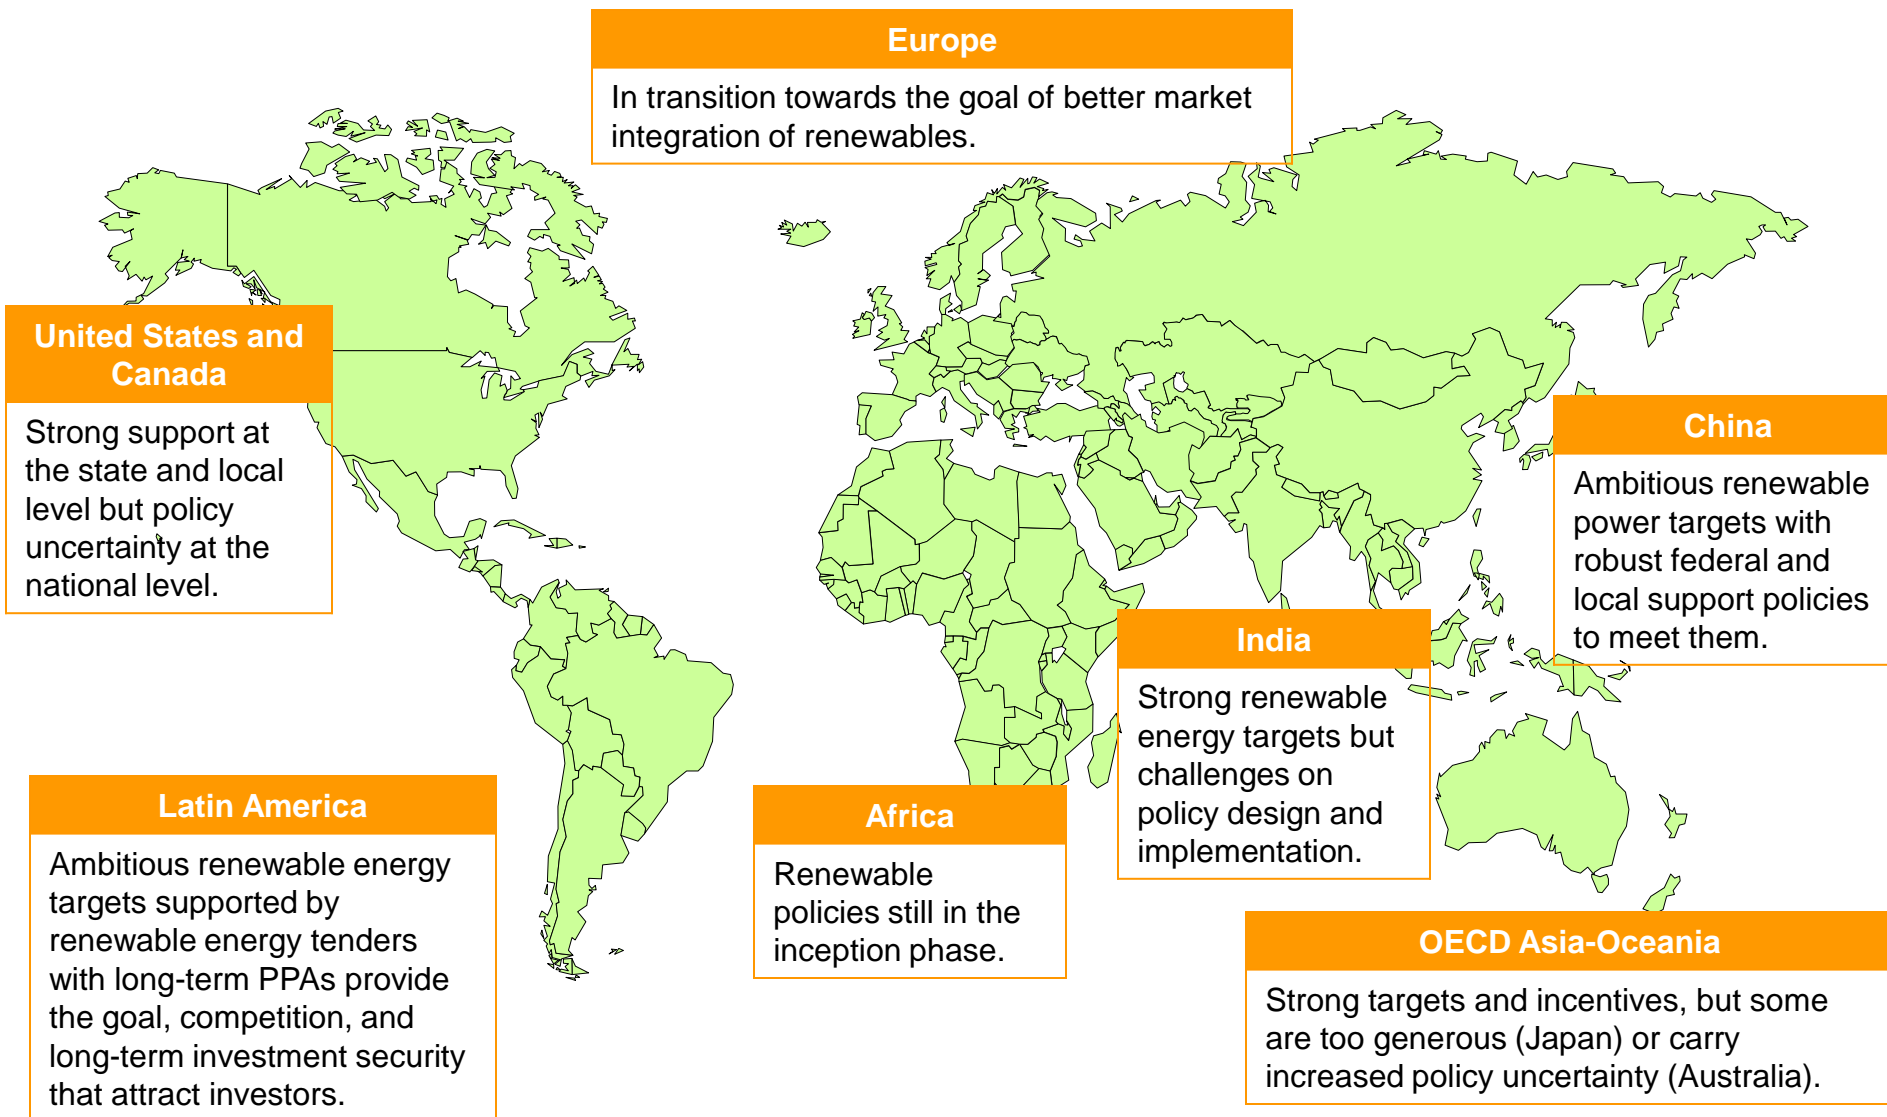 Europe
In transition towards the goal of better market
integration of renewables.
United States and
Canada
Strong support at
the state and local
level but policy
uncertainty at the
national level.
China
Ambitious renewable
power targets with
robust federal and
local support policies
to meet them.
India
Strong renewable
energy targets but
challenges on
policy design and
implementation.
Latin America
Ambitious renewable energy
targets supported by
renewable energy tenders
with long-term PPAs provide
the goal, competition, and
long-term investment security
that attract investors.
Africa
Renewable
policies still in the
inception phase.
OECD Asia-Oceania
Strong targets and incentives, but some
are too generous (Japan) or carry
increased policy uncertainty (Australia).